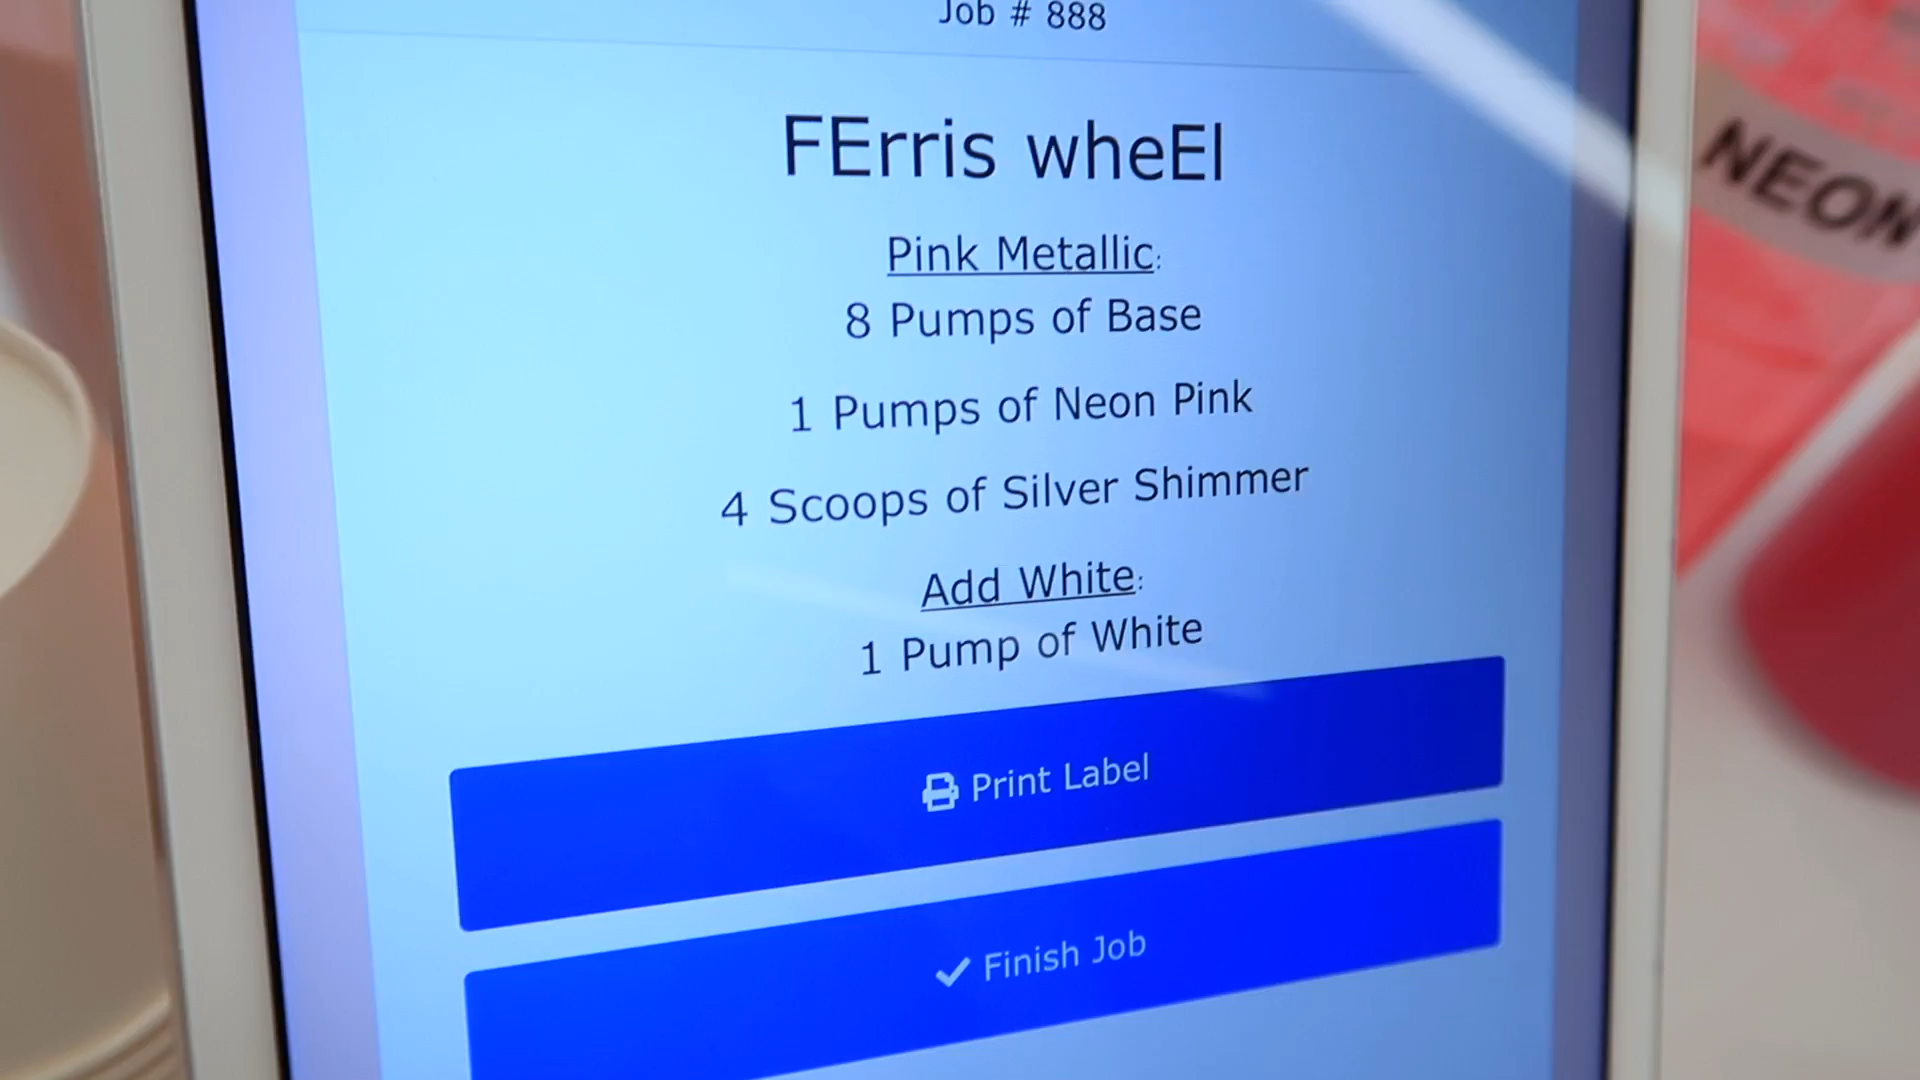 Job # 888
FErris wheEl
Pink Metallic:
8 Pumps of Base
1 Pumps of Neon Pink
4 Scoops of Silver Shimmer
Add White:
1 Pump of White
Print Label
Finish Job
NEON